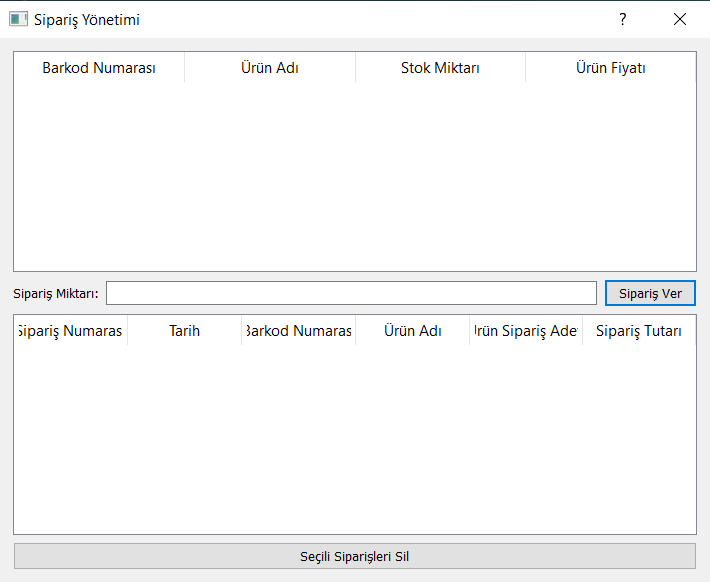 Sipariş Yönetimi
?
Barkod Numarası Ürün Adı Stok Miktarı Ürün Fiyatı
Sipariş Miktarı: Sipariş Ver
Sipariş Numaras Tarih Barkod Numaras Ürün Adı Ürün Sipariş Ade Sipariş Tutarı
Seçili Siparişleri Sil